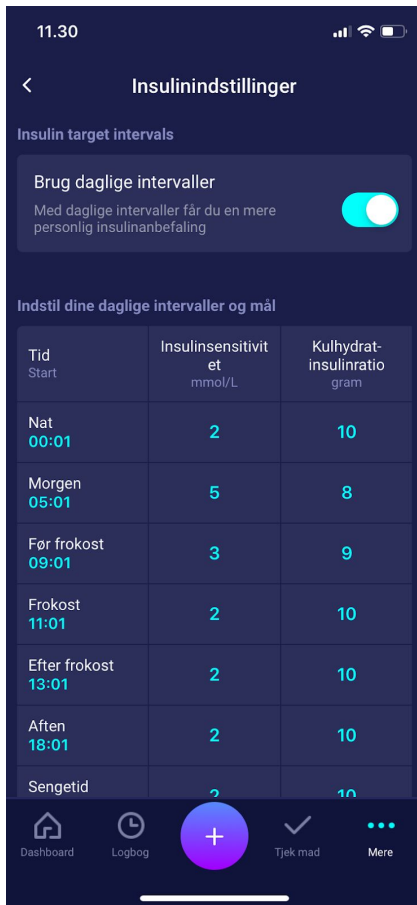 11.30
Insulinindstillinger
Insulin target intervals
Brug daglige intervaller
Med daglige intervaller får du en mere
personlig insulinanbefaling
Indstil dine daglige intervaller og mål
Tid
Start
Insulinsensitivit
et
mmol/L
Kulhydrat-
insulinratio
gram
Nat
00:01
2
10
Morgen
05:01
5
8
Før frokost
09:01
3
9
Frokost
11:01
2
10
Efter frokost
13:01
2
10
Aften
18:01
2
10
Sengetid
2
10
Dashboard
Logbog
+
Tjek mad
Mere